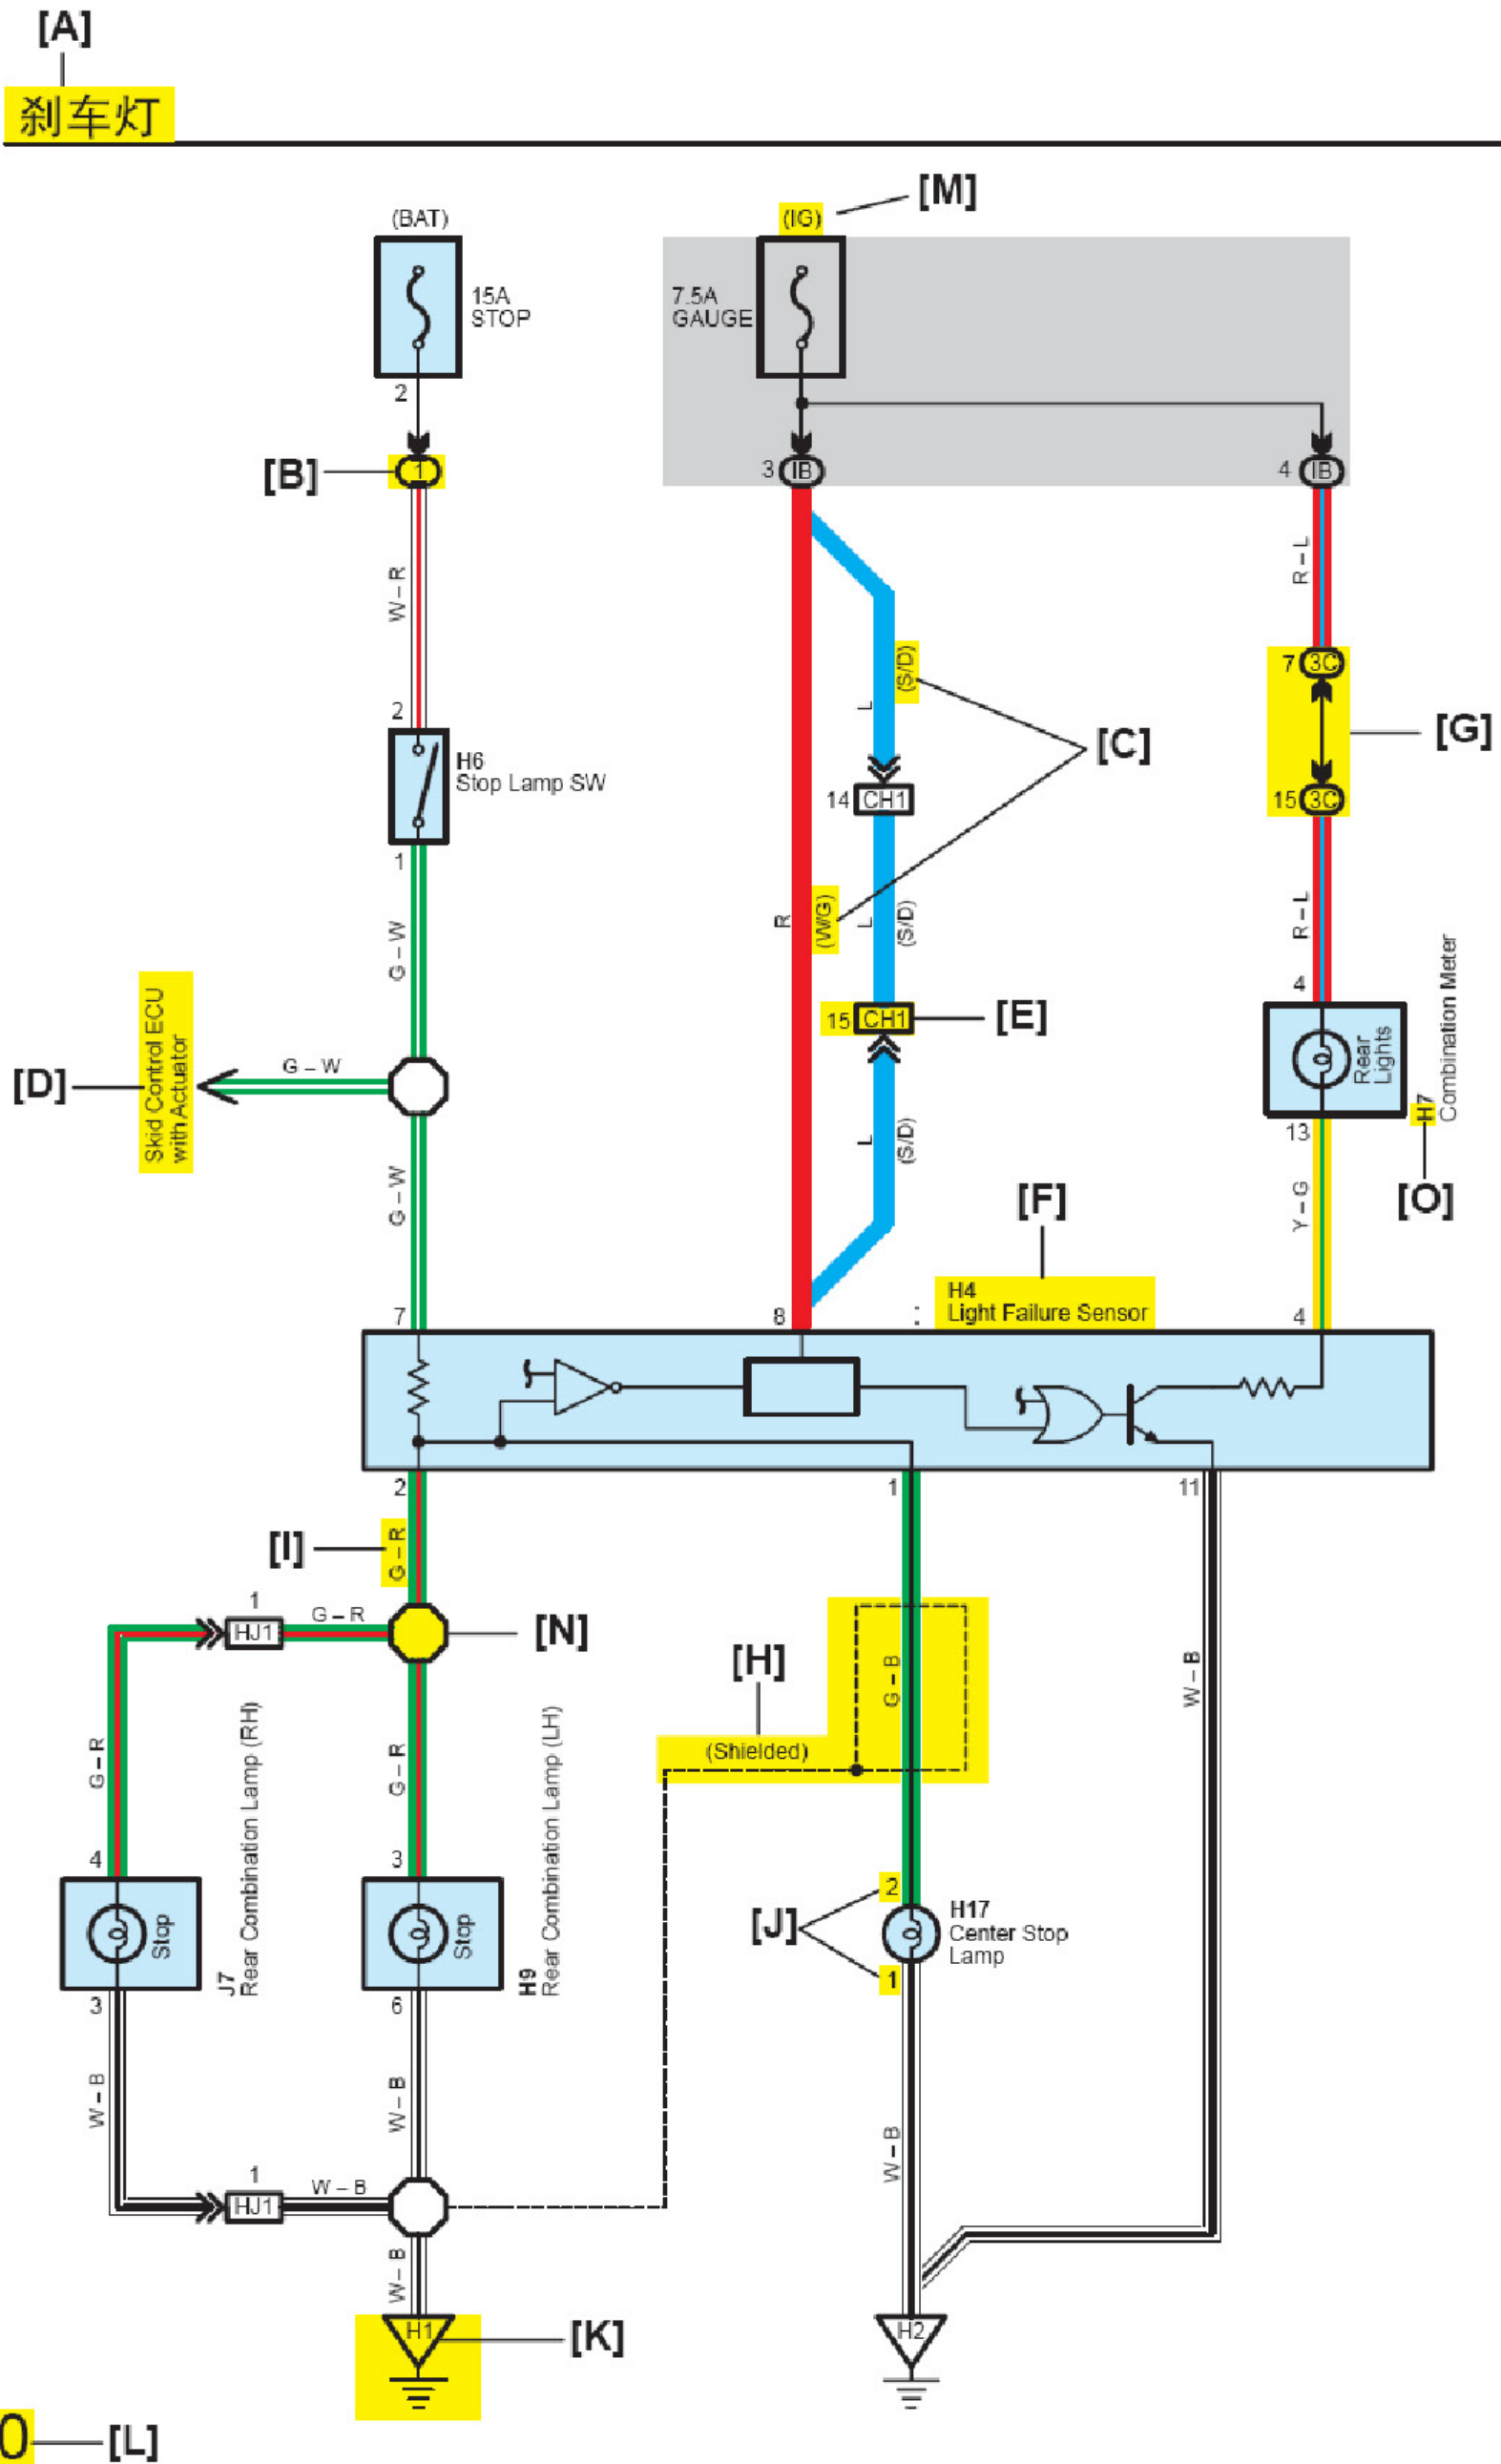 [A]
刹车灯
[M]
(BAT)
(IG)
15A
STOP
7.5A
GAUGE
2
[B]
1
3
IB
4
IB
W–R
R–L
(S/D)
L
7
3C
[C]
[G]
2
H6
Stop Lamp SW
14
CH1
15
3C
1
G–W
R
(W/G)
L
(S/D)
R–L
Skid Control ECU
with Actuator
15
CH1
[E]
4
Combination Meter
[D]
G–W
Rear
Lights
H7
L
(S/D)
13
G–W
[F]
Y–G
[O]
7
8
:
H4
Light Failure Sensor
4
2
1
11
[I]
G–R
1
HJ1
G–R
[N]
[H]
G–B
W–B
G–R
Rear Combination Lamp (RH)
G–R
Rear Combination Lamp (LH)
(Shielded)
4
3
2
Stop
J7
Stop
H9
[J]
H17
Center Stop
Lamp
1
3
6
W–B
W–B
W–B
1
HJ1
W–B
W–B
H1
[K]
H2
0
[L]